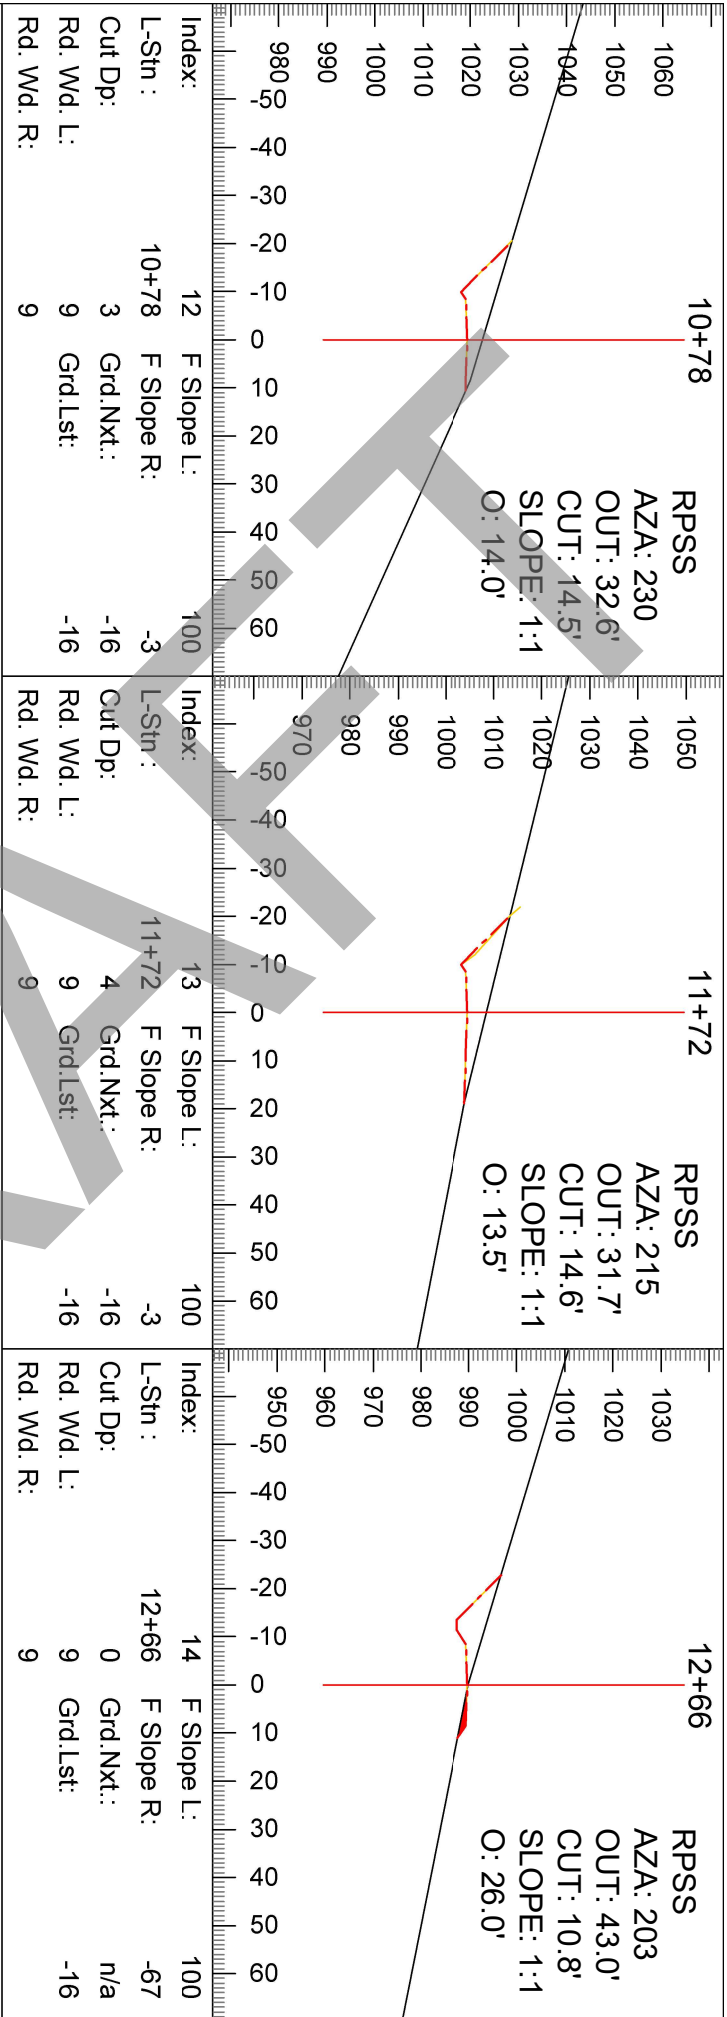 10+78
RPSS
AZA: 230
OUT: 32.6'
CUT: 14.5'
SLOPE: 1:1
O: 14.0'
1060
1050
1040
1030
1020
1010
1000
990
980
-50 -40 -30 -20 -10 0 10 20 30 40 50 60
Index: 12 F Slope L: 100
L-Stn : 10+78 F Slope R: -3
Cut Dp: 3 Grd.Nxt.: -16
Rd. Wd. L: 9 Grd.Lst: -16
Rd. Wd. R: 9
11+72
RPSS
AZA: 215
OUT: 31.7'
CUT: 14.6'
SLOPE: 1:1
O: 13.5'
1050
1040
1030
1020
1010
1000
990
980
970
-50 -40 -30 -20 -10 0 10 20 30 40 50 60
Index: 13 F Slope L: 100
L-Stn : 11+72 F Slope R: -3
Cut Dp: 4 Grd.Nxt.: -16
Rd. Wd. L: 9 Grd.Lst: -16
Rd. Wd. R: 9
12+66
RPSS
AZA: 203
OUT: 43.0'
CUT: 10.8'
SLOPE: 1:1
O: 26.0'
1030
1020
1010
1000
990
980
970
960
950
-50 -40 -30 -20 -10 0 10 20 30 40 50 60
Index: 14 F Slope L: 100
L-Stn : 12+66 F Slope R: -67
Cut Dp: 0 Grd.Nxt.: n/a
Rd. Wd. L: 9 Grd.Lst: -16
Rd. Wd. R: 9
AFT